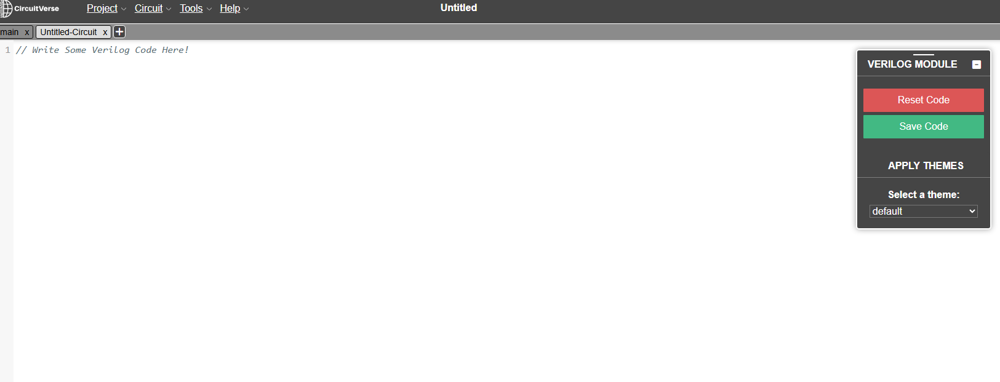 CircuitVerse Project Circuit Tools Help Untitled
main x Untitled-Circuit x +
1 // Write Some Verilog Code Here!
VERILOG MODULE
Reset Code
Save Code
APPLY THEMES
Select a theme:
default